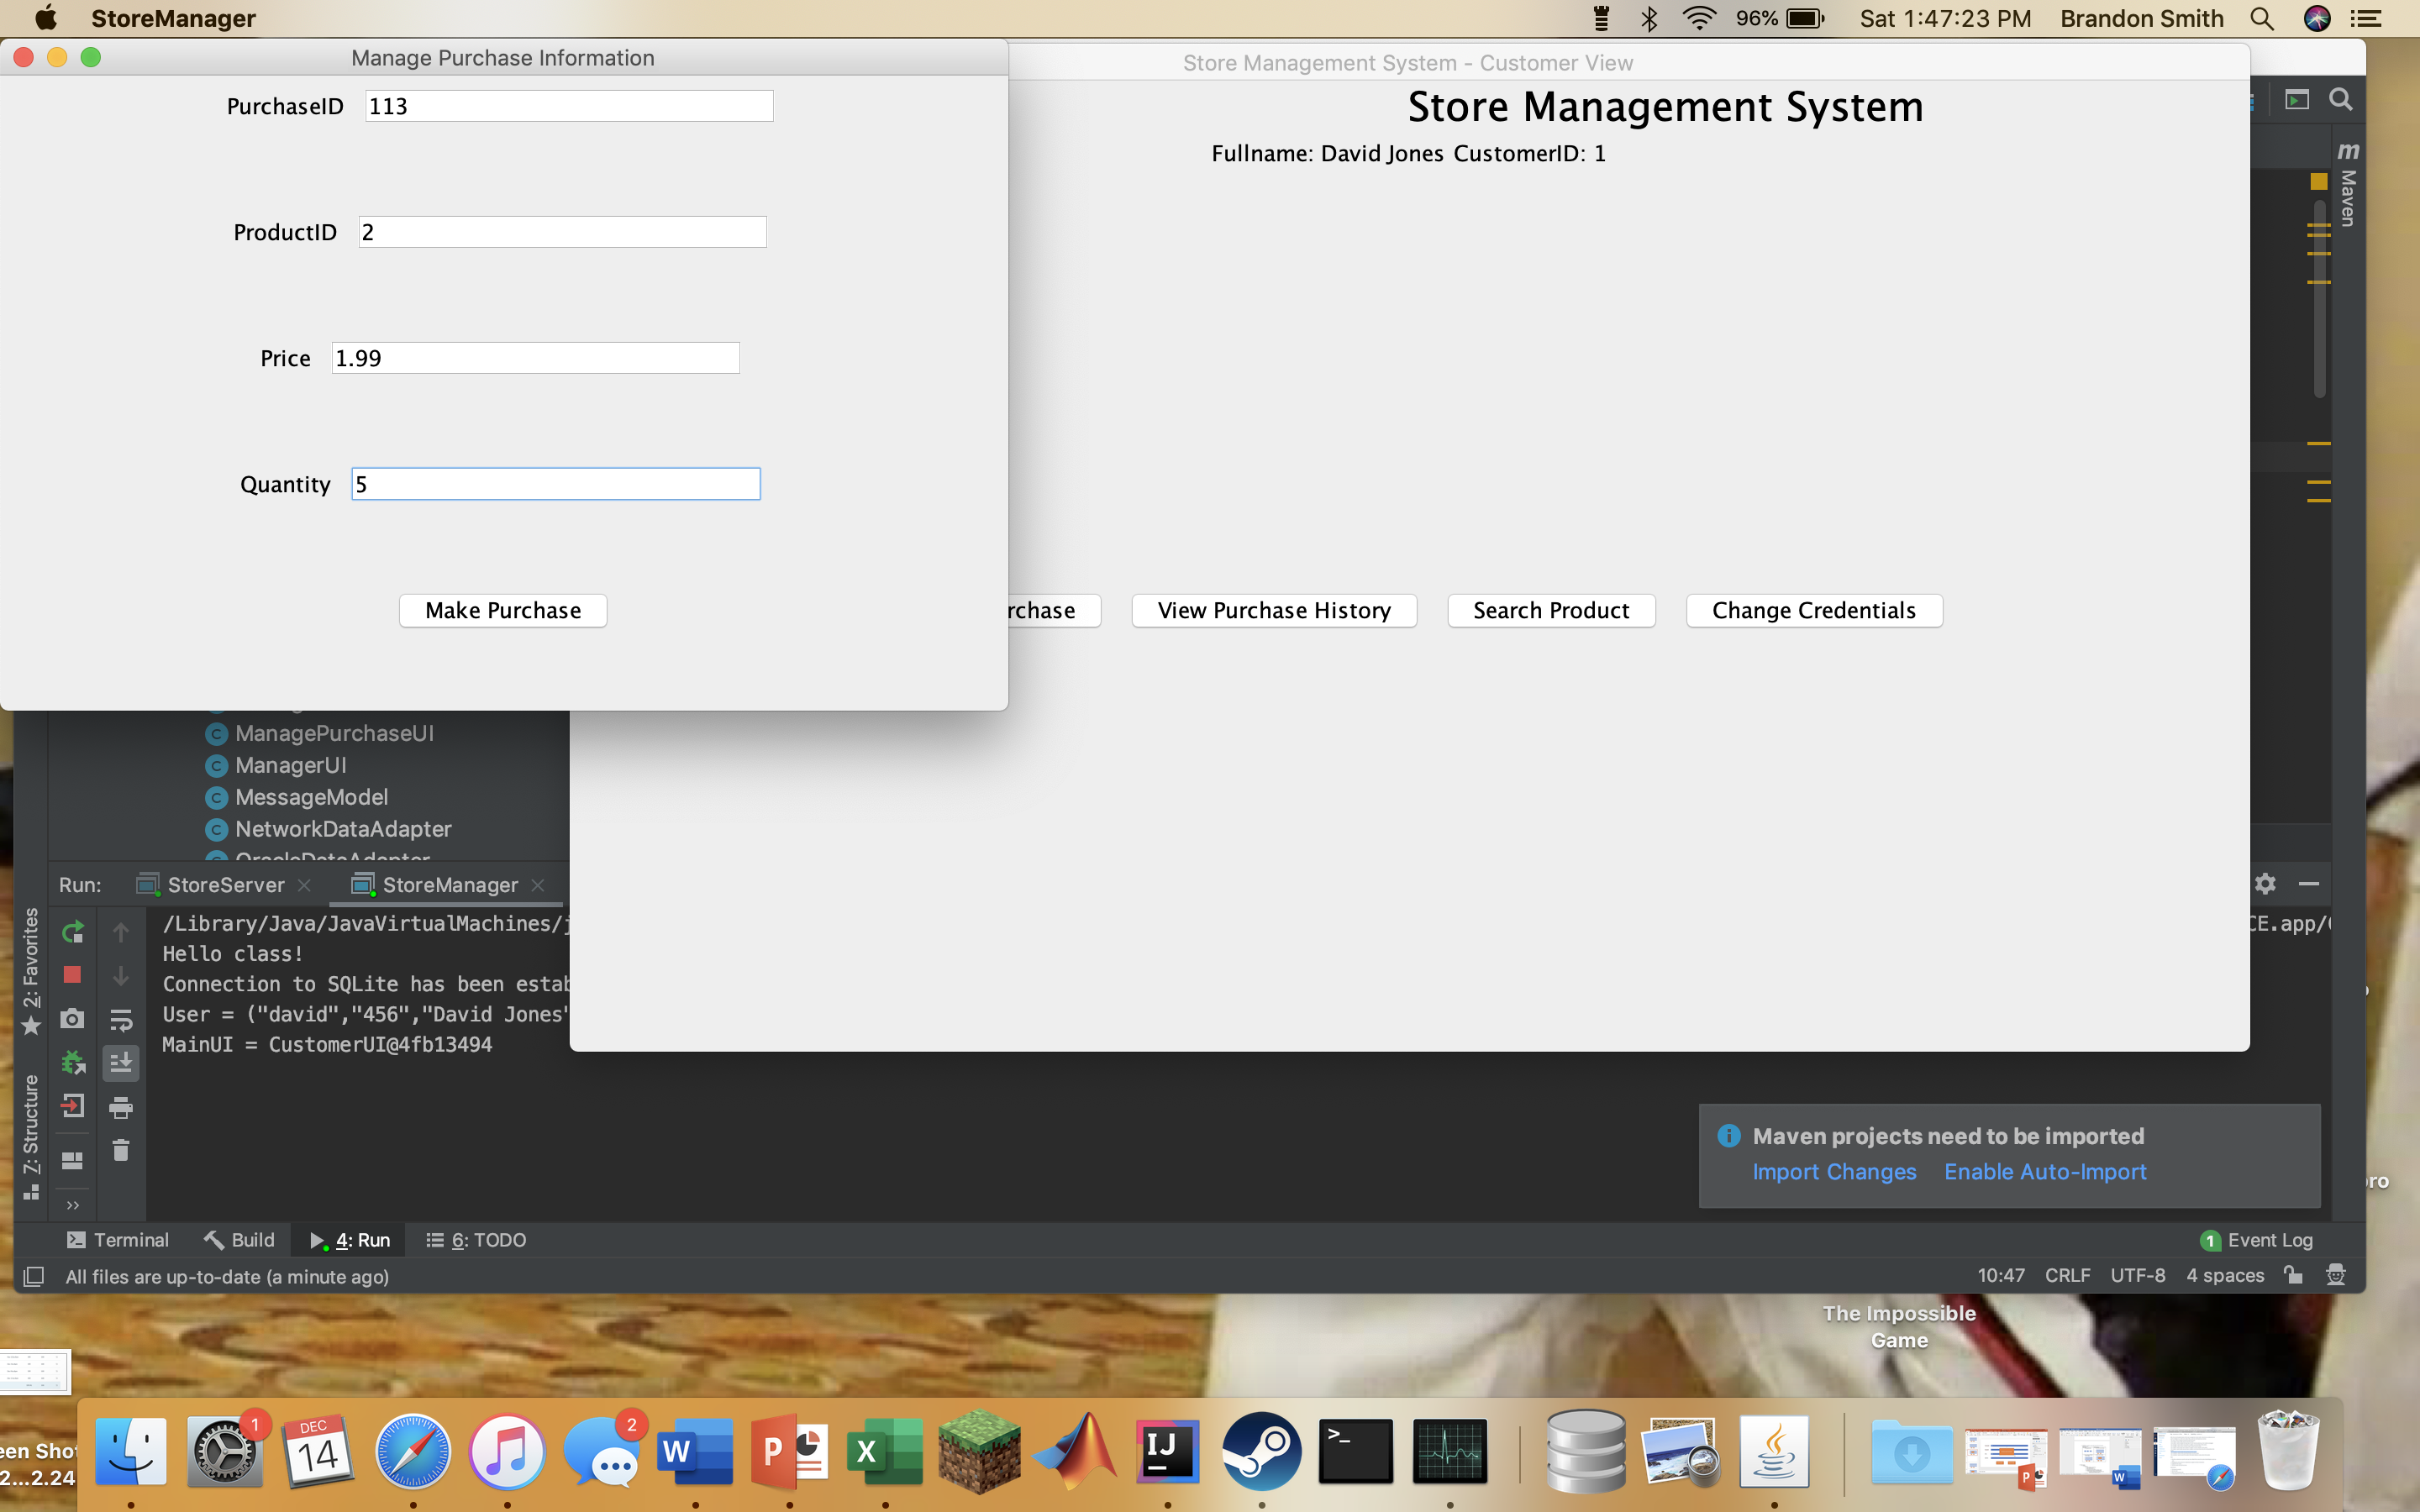 StoreManager
96%
Sat 1:47:23 PM
Brandon Smith
Manage Purchase Information
PurchaseID
113
ProductID
2
Price
1.99
Quantity
5
Make Purchase
Store Management System - Customer View
Store Management System
Fullname: David Jones CustomerID: 1
rchase
View Purchase History
Search Product
Change Credentials
m
Maven
ManagePurchaseUI
ManagerUI
MessageModel
NetworkDataAdapter
OracleDataAdapter
Run:
StoreServer
StoreManager
/Library/Java/JavaVirtualMachines/j
CE.app/
Hello class!
Connection to SQLite has been estab
User = ("david","456","David Jones"
MainUI = CustomerUI@4fb13494
2: Favorites
7: Structure
Maven projects need to be imported
Import Changes
Enable Auto-Import
Terminal
Build
4: Run
6: TODO
1
Event Log
All files are up-to-date (a minute ago)
10:47
CRLF
UTF-8
4 spaces
ro
The Impossible
Game
een Shot
2...2.24
1
DEC
14
2
W
P
X
IJ
>_
P
W